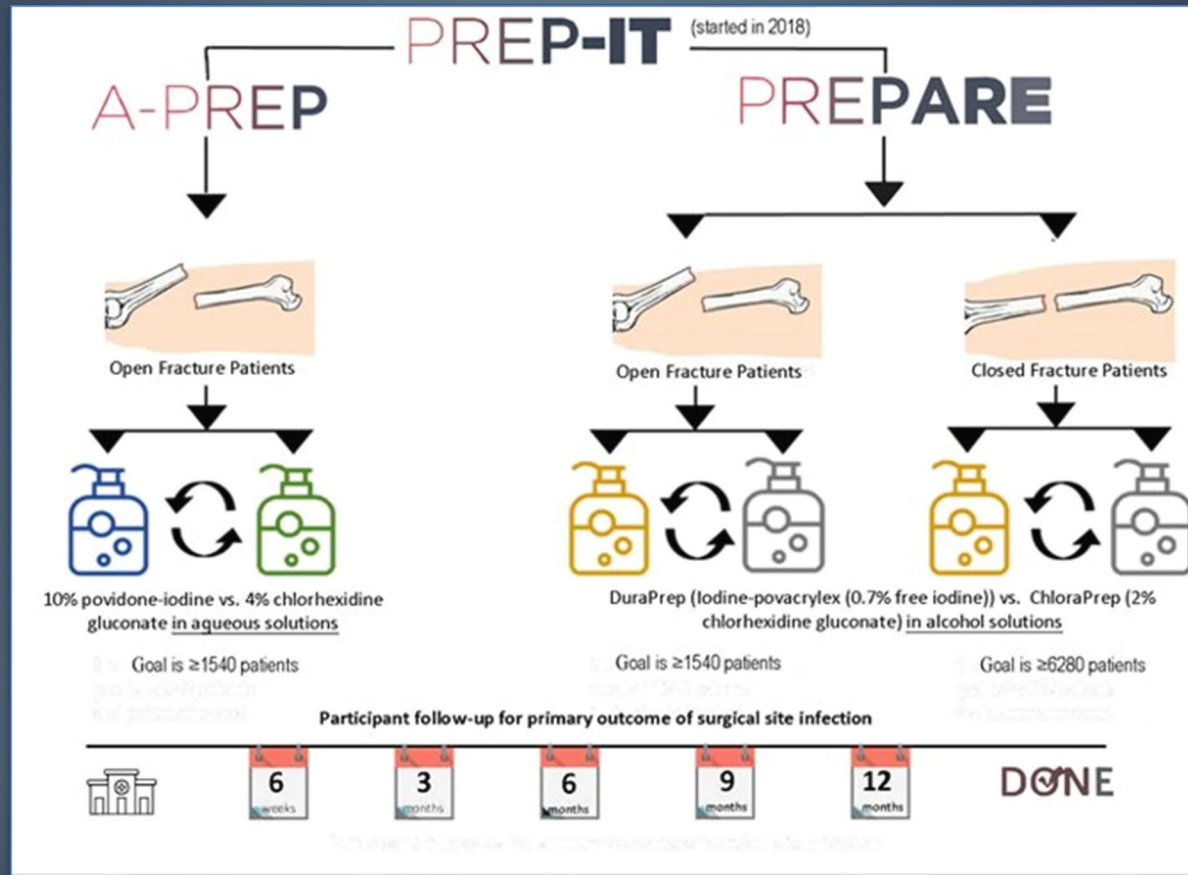 PREP-IT (started in 2018)
A-PREP
PREPARE
Open Fracture Patients
Open Fracture Patients
Closed Fracture Patients
10% povidone-iodine vs. 4% chlorhexidine
gluconate in aqueous solutions
DuraPrep (Iodine-povacrylex (0.7% free iodine)) vs. ChloraPrep (2%
chlorhexidine gluconate) in alcohol solutions
Goal is ≥1540 patients
Goal is ≥1540 patients
Goal is ≥6280 patients
Participant follow-up for primary outcome of surgical site infection
6
weeks
3
months
6
months
9
months
12
months
DONE